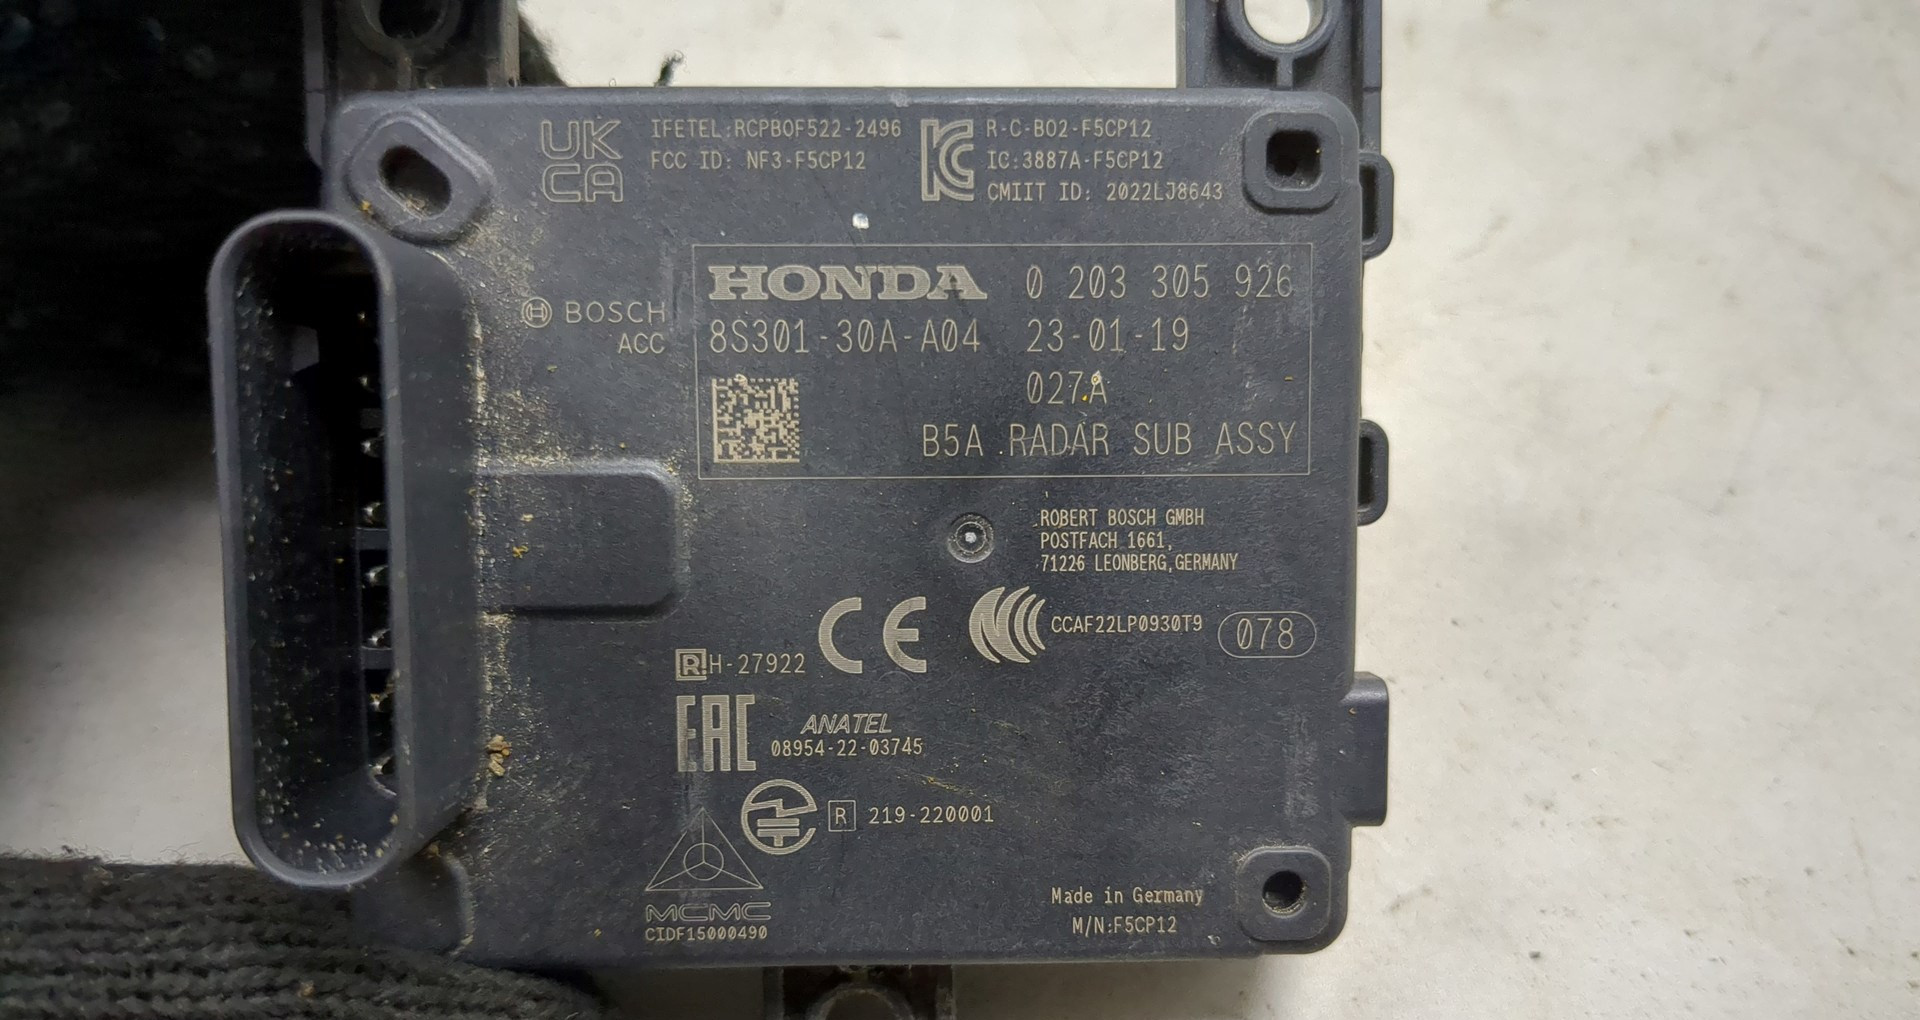 UK
CA
IFETEL:RCPBOF522-2496
FCC ID: NF3-F5CP12
R-C-BO2-F5CP12
IC:3887A-F5CP12
CMIIT ID: 2022LJ8643
BOSCH
ACC
HONDA 0 203 305 926
8S301-30A-A04 23-01-19
027A
B5A RADAR SUB ASSY
ROBERT BOSCH GMBH
POSTFACH 1661,
71226 LEONBERG,GERMANY
R H-27922
CE
CCAF22LP0930T9
078
EAC
ANATEL
08954-22-03745
R 219-220001
MCMC
CIDF15000490
Made in Germany
M/N:F5CP12